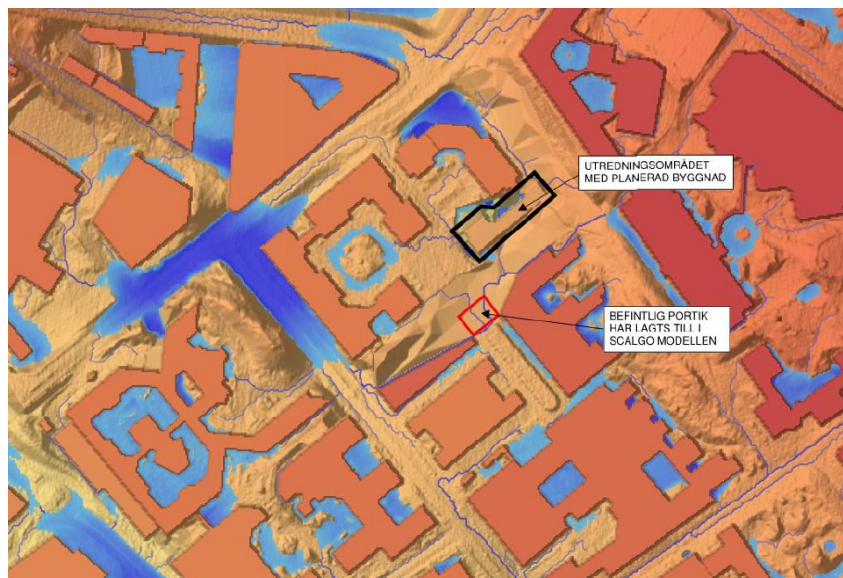 UTREDNINGSOMRÅDET
MED PLANERAD BYGGNAD
BEFINTLIG PORTIK
HAR LAGTS TILL I
SCALGO MODELLEN